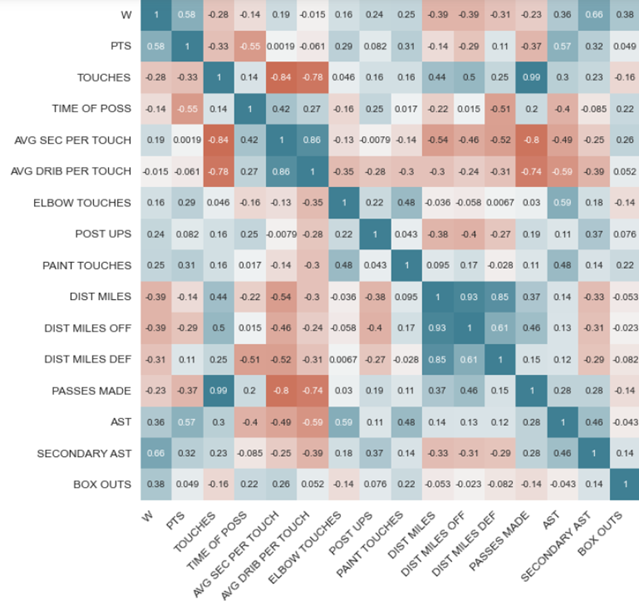 W 1 0.58 -0.28 -0.14 0.19 -0.015 0.16 0.24 0.25 -0.39 -0.39 -0.31 -0.23 0.36 0.66 0.38
PTS 0.58 1 -0.33 -0.55 0.0019 -0.061 0.29 0.082 0.31 -0.14 -0.29 0.11 -0.37 0.57 0.32 0.049
TOUCHES -0.28 -0.33 1 0.14 -0.84 -0.78 0.046 0.16 0.16 0.44 0.5 0.25 0.99 0.3 0.23 -0.16
TIME OF POSS -0.14 -0.55 0.14 1 0.42 0.27 -0.16 0.25 0.017 -0.22 0.015 -0.51 0.2 -0.4 -0.085 0.22
AVG SEC PER TOUCH 0.19 0.0019 -0.84 0.42 1 0.86 -0.13 -0.0079 -0.14 -0.54 -0.46 -0.52 -0.8 -0.49 -0.25 0.26
AVG DRIB PER TOUCH -0.015 -0.061 -0.78 0.27 0.86 1 -0.35 -0.28 -0.3 -0.3 -0.24 -0.31 -0.74 -0.59 -0.39 0.052
ELBOW TOUCHES 0.16 0.29 0.046 -0.16 -0.13 -0.35 1 0.22 0.48 -0.036 -0.058 0.0067 0.03 0.59 0.18 -0.14
POST UPS 0.24 0.082 0.16 0.25 -0.0079 -0.28 0.22 1 0.043 -0.38 -0.4 -0.27 0.19 0.11 0.37 0.076
PAINT TOUCHES 0.25 0.31 0.16 0.017 -0.14 -0.3 0.48 0.043 1 0.095 0.17 -0.028 0.11 0.48 0.14 0.22
DIST MILES -0.39 -0.14 0.44 -0.22 -0.54 -0.3 -0.036 -0.38 0.095 1 0.93 0.85 0.37 0.14 -0.33 -0.053
DIST MILES OFF -0.39 -0.29 0.5 0.015 -0.46 -0.24 -0.058 -0.4 0.17 0.93 1 0.61 0.46 0.13 -0.31 -0.023
DIST MILES DEF -0.31 0.11 0.25 -0.51 -0.52 -0.31 0.0067 -0.27 -0.028 0.85 0.61 1 0.15 0.12 -0.29 -0.082
PASSES MADE -0.23 -0.37 0.99 0.2 -0.8 -0.74 0.03 0.19 0.11 0.37 0.46 0.15 1 0.28 0.28 -0.14
AST 0.36 0.57 0.3 -0.4 -0.49 -0.59 0.59 0.11 0.48 0.14 0.13 0.12 0.28 1 0.46 -0.043
SECONDARY AST 0.66 0.32 0.23 -0.085 -0.25 -0.39 0.18 0.37 0.14 -0.33 -0.31 -0.29 0.28 0.46 1 0.14
BOX OUTS 0.38 0.049 -0.16 0.22 0.26 0.052 -0.14 0.076 0.22 -0.053 -0.023 -0.082 -0.14 -0.043 0.14 1
W
PTS
TOUCHES
TIME OF POSS
AVG SEC PER TOUCH
AVG DRIB PER TOUCH
ELBOW TOUCHES
POST UPS
PAINT TOUCHES
DIST MILES
DIST MILES OFF
DIST MILES DEF
PASSES MADE
AST
SECONDARY AST
BOX OUTS